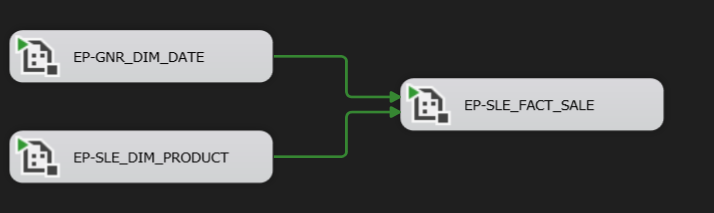 EP-GNR_DIM_DATE
EP-SLE_FACT_SALE
EP-SLE_DIM_PRODUCT